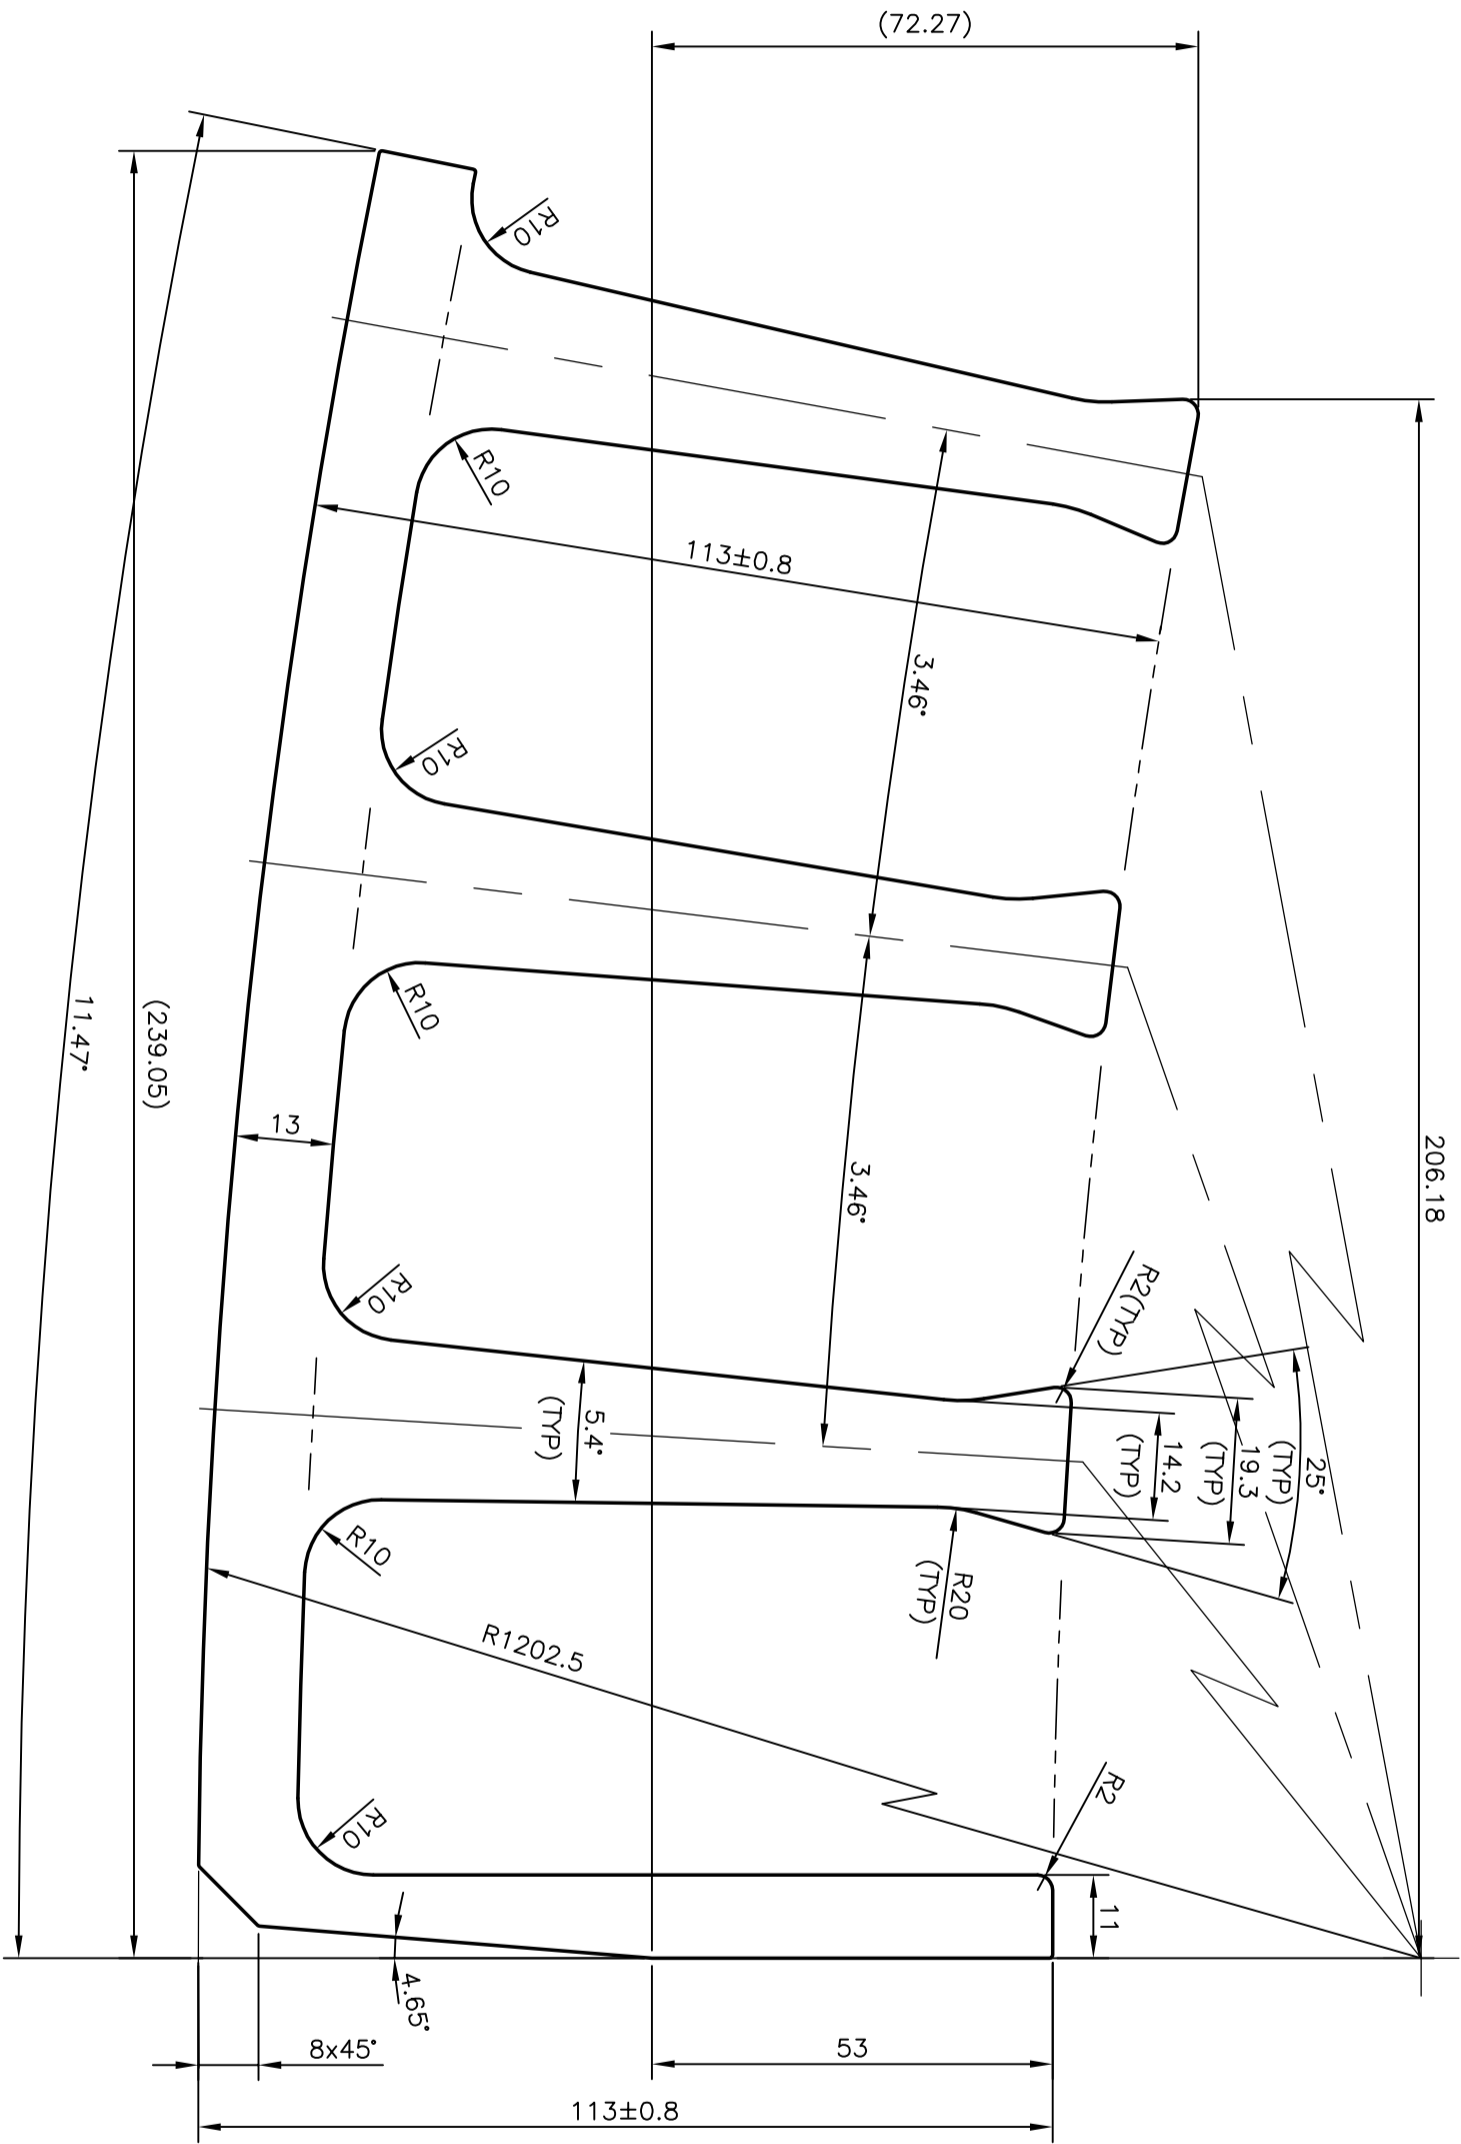 (72.27)
R10
R10
113±0.8
3.46°
R10
R10
11.47°
(239.05)
13
3.46°
206.18
R10
R2(TYP)
5.4°
(TYP)
14.2
(TYP)
19.3
(TYP)
25°
(TYP)
R10
R20
(TYP)
R1202.5
R2
R10
11
4.65°
8x45°
53
113±0.8